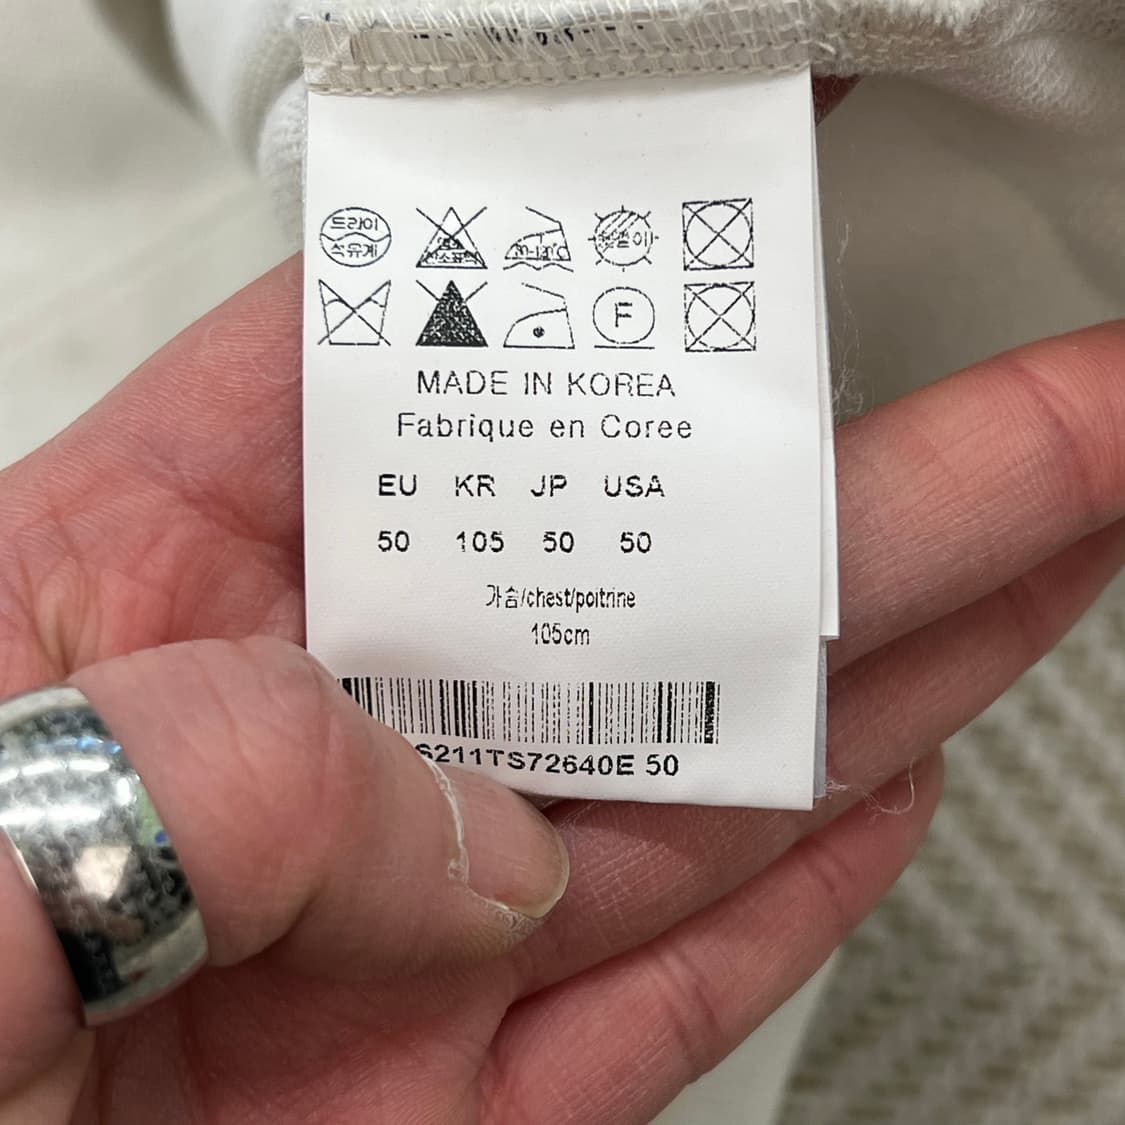 드라이
석유계
F
MADE IN KOREA
Fabrique en Coree
EU KR JP USA
50 105 50 50
가슴/chest/poitrine
105cm
S211TS72640E 50